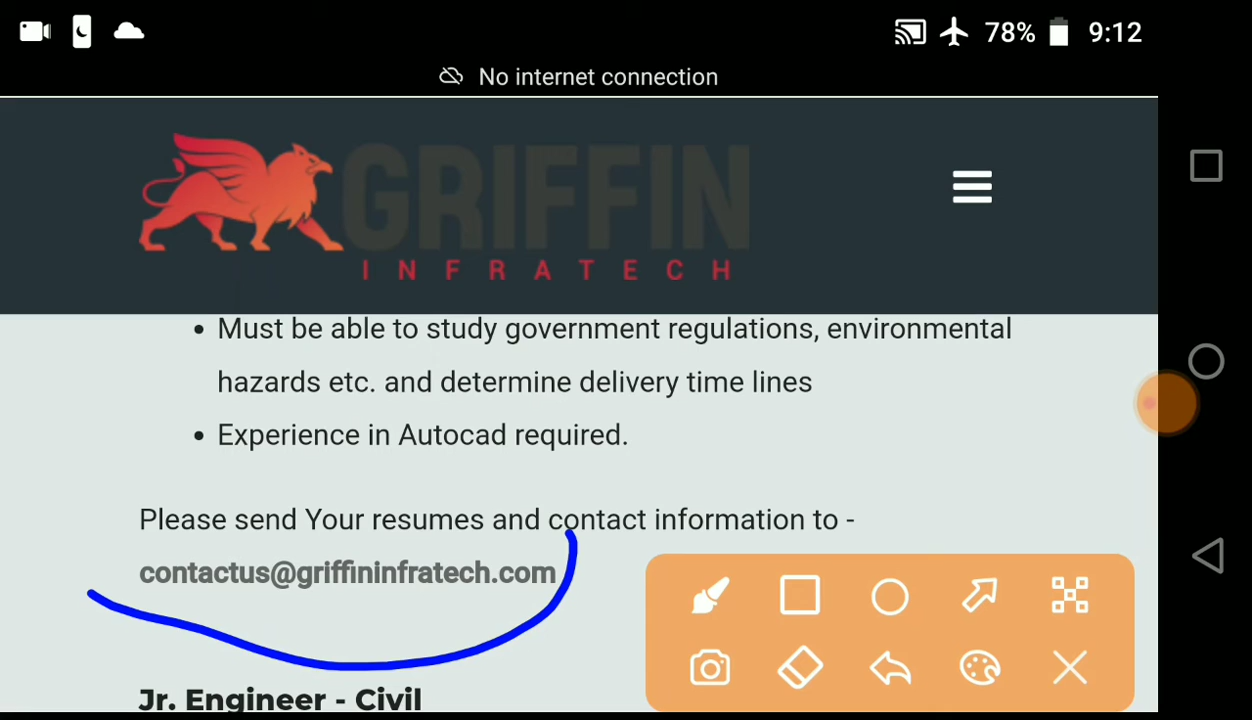 78% 9:12
No internet connection
GRIFFIN
INFRATECH
• Must be able to study government regulations, environmental
hazards etc. and determine delivery time lines
• Experience in Autocad required.
Please send Your resumes and contact information to -
contactus@griffininfratech.com
Jr. Engineer - Civil